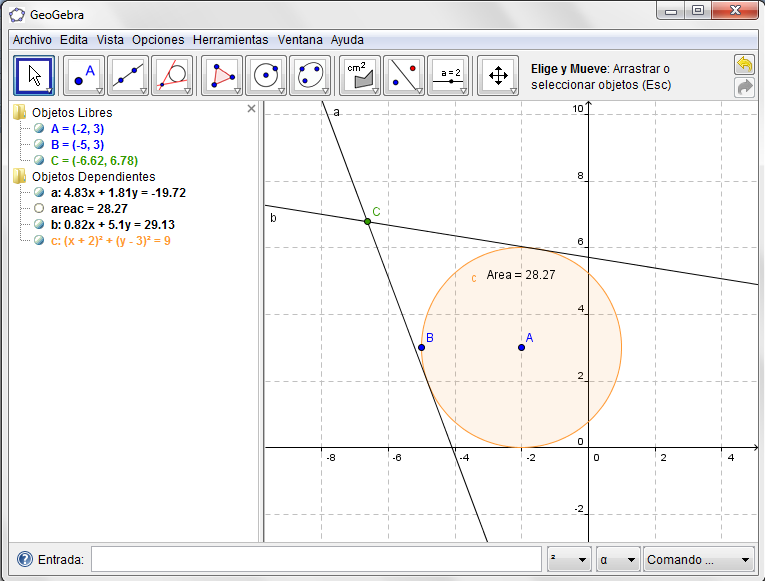 GeoGebra
Archivo Edita Vista Opciones Herramientas Ventana Ayuda
A
cm²
a = 2
Elige y Mueve: Arrastrar o
seleccionar objetos (Esc)
Objetos Libres
A = (-2, 3)
B = (-5, 3)
C = (-6.62, 6.78)
Objetos Dependientes
a: 4.83x + 1.81y = -19.72
areac = 28.27
b: 0.82x + 5.1y = 29.13
c: (x + 2)² + (y - 3)² = 9
10
a
8
C
b
6
c Area = 28.27
4
B A
2
0
-8 -6 -4 -2 0 2 4
-2
Entrada: ² α Comando ...